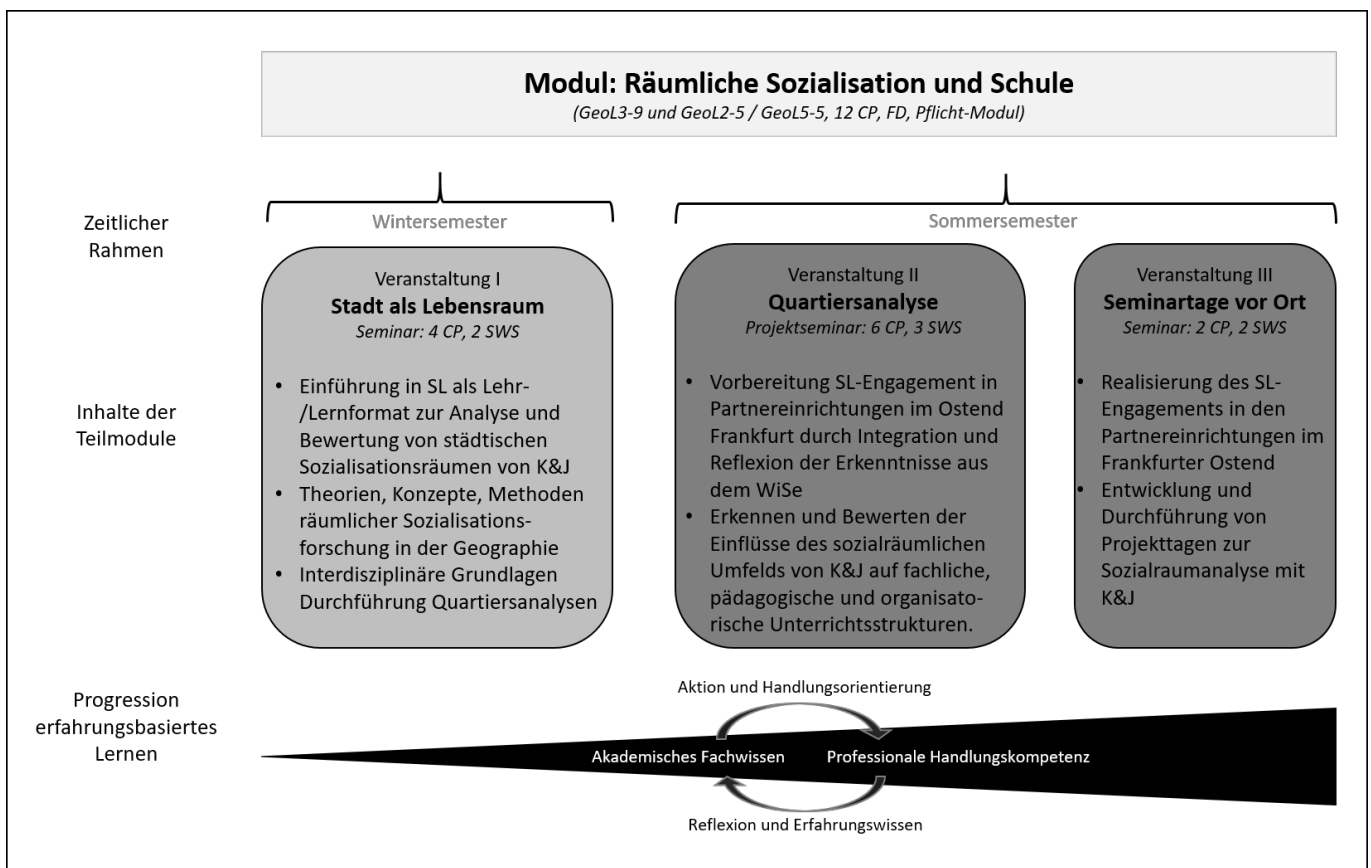 Modul: Räumliche Sozialisation und Schule
(GeoL3-9 und GeoL2-5 / GeoL5-5, 12 CP, FD, Pflicht-Modul)
Zeitlicher
Rahmen
Wintersemester
Sommersemester
Inhalte der
Teilmodule
Veranstaltung I
Stadt als Lebensraum
Seminar: 4 CP, 2 SWS
• Einführung in SL als Lehr-
/Lernformat zur Analyse und
Bewertung von städtischen
Sozialisationsräumen von K&J
• Theorien, Konzepte, Methoden
räumlicher Sozialisations-
forschung in der Geographie
• Interdisziplinäre Grundlagen
Durchführung Quartiersanalysen
Veranstaltung II
Quartiersanalyse
Projektseminar: 6 CP, 3 SWS
• Vorbereitung SL-Engagement in
Partnereinrichtungen im Ostend
Frankfurt durch Integration und
Reflexion der Erkenntnisse aus
dem WiSe
• Erkennen und Bewerten der
Einflüsse des sozialräumlichen
Umfelds von K&J auf fachliche,
pädagogische und organisato-
rische Unterrichtsstrukturen.
Veranstaltung III
Seminartage vor Ort
Seminar: 2 CP, 2 SWS
• Realisierung des SL-
Engagements in den
Partnereinrichtungen im
Frankfurter Ostend
• Entwicklung und
Durchführung von
Projekttagen zur
Sozialraumanalyse mit
K&J
Progression
erfahrungsbasiertes
Lernen
Aktion und Handlungsorientierung
Akademisches Fachwissen
Professionale Handlungskompetenz
Reflexion und Erfahrungswissen